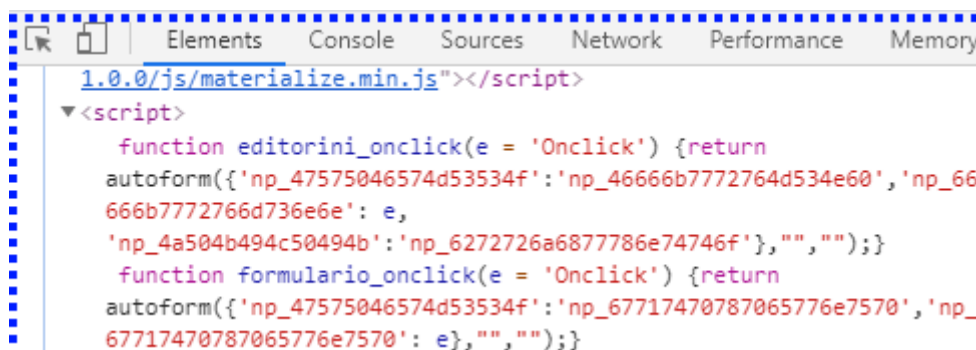 Elements Console Sources Network Performance Memory
1.0.0/js/materialize.min.js"></script>
▼<script>
function editorini_onclick(e = 'Onclick') {return
autoform({'np_47575046574d53534f':'np_46666b7772764d534e60','np_66
666b7772766d736e6e': e,
'np_4a504b494c50494b':'np_6272726a6877786e74746f'},"","");}
function formulario_onclick(e = 'Onclick') {return
autoform({'np_47575046574d53534f':'np_67717470787065776e7570','np_
67717470787065776e7570': e},"","");}